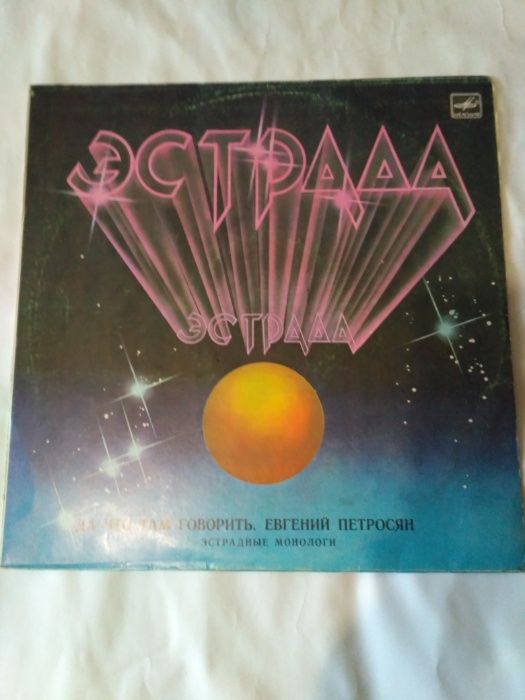 ЭСТРАДА
ЭСТРАДА
ДА ЧТО ТАМ ГОВОРИТЬ. ЕВГЕНИЙ ПЕТРОСЯН
ЭСТРАДНЫЕ МОНОЛОГИ